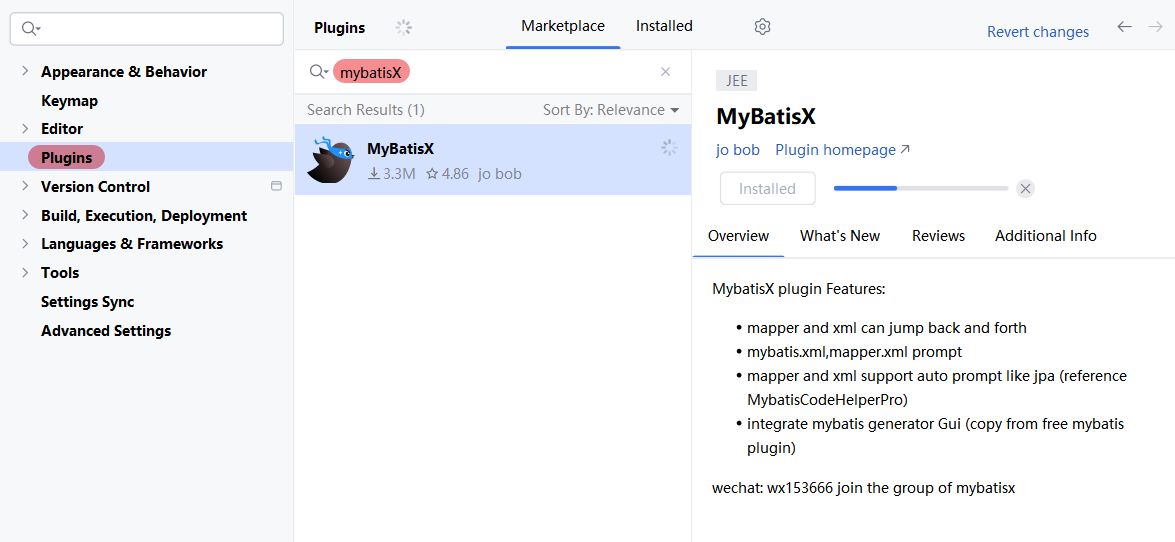 Appearance & Behavior
Keymap
Editor
Plugins
Version Control
Build, Execution, Deployment
Languages & Frameworks
Tools
Settings Sync
Advanced Settings
Plugins
Marketplace
Installed
Revert changes
mybatisX
Search Results (1)
Sort By: Relevance
MyBatisX
3.3M
4.86
jo bob
JEE
MyBatisX
jo bob
Plugin homepage
Installed
Overview
What's New
Reviews
Additional Info
MybatisX plugin Features:
• mapper and xml can jump back and forth
• mybatis.xml,mapper.xml prompt
• mapper and xml support auto prompt like jpa (reference
MybatisCodeHelperPro)
• integrate mybatis generator Gui (copy from free mybatis
plugin)
wechat: wx153666 join the group of mybatisx